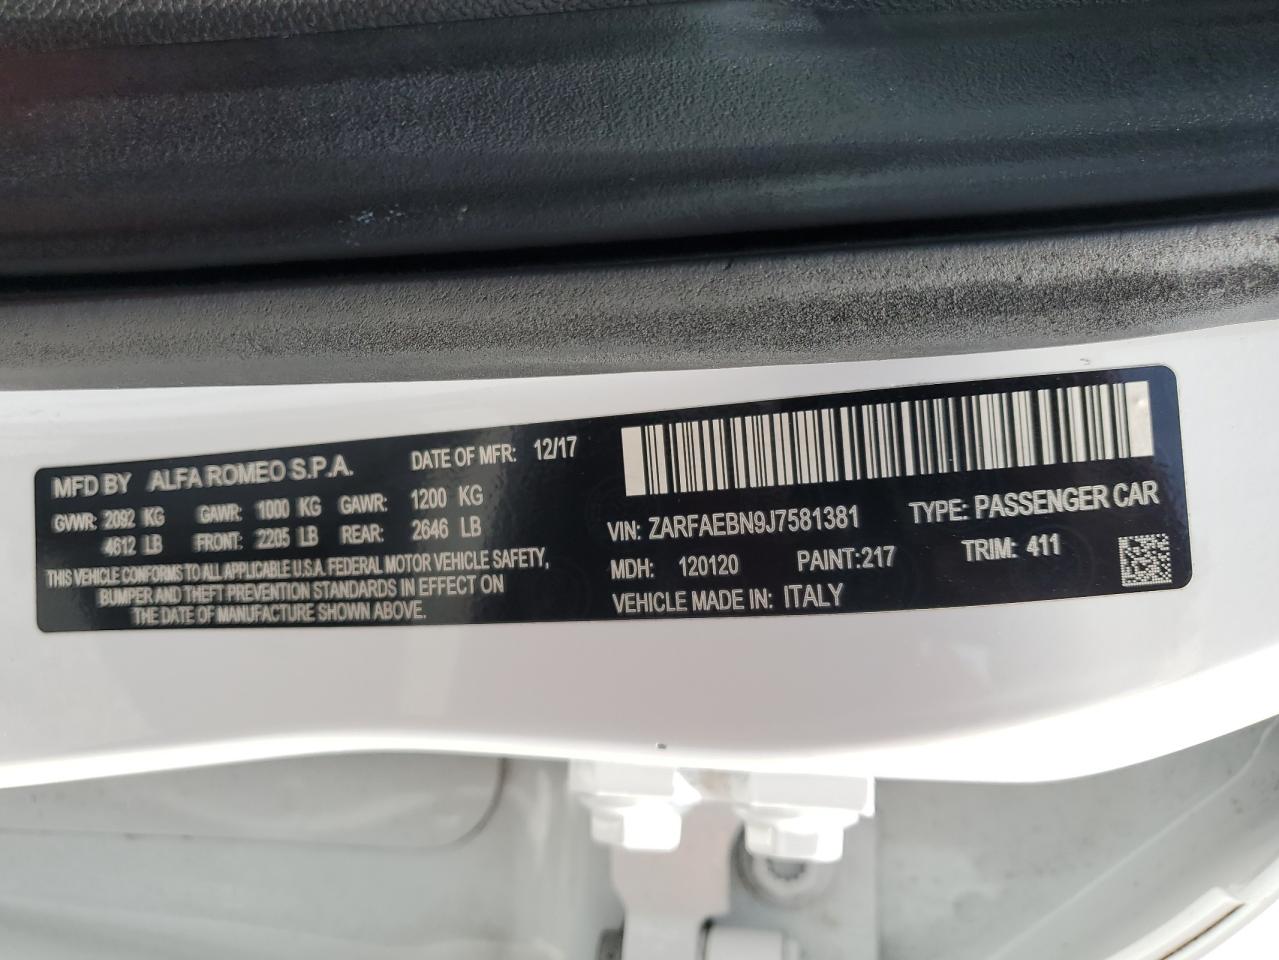 MFD BY ALFA ROMEO S.P.A. DATE OF MFR: 12/17
GVWR: 2092 KG GAWR: 1000 KG GAWR: 1200 KG
4612 LB FRONT: 2205 LB REAR: 2646 LB
THIS VEHICLE CONFORMS TO ALL APPLICABLE U.S.A. FEDERAL MOTOR VEHICLE SAFETY,
BUMPER AND THEFT PREVENTION STANDARDS IN EFFECT ON
THE DATE OF MANUFACTURE SHOWN ABOVE.
VIN: ZARFAEBN9J7581381 TYPE: PASSENGER CAR
MDH: 120120 PAINT:217 TRIM: 411
VEHICLE MADE IN: ITALY